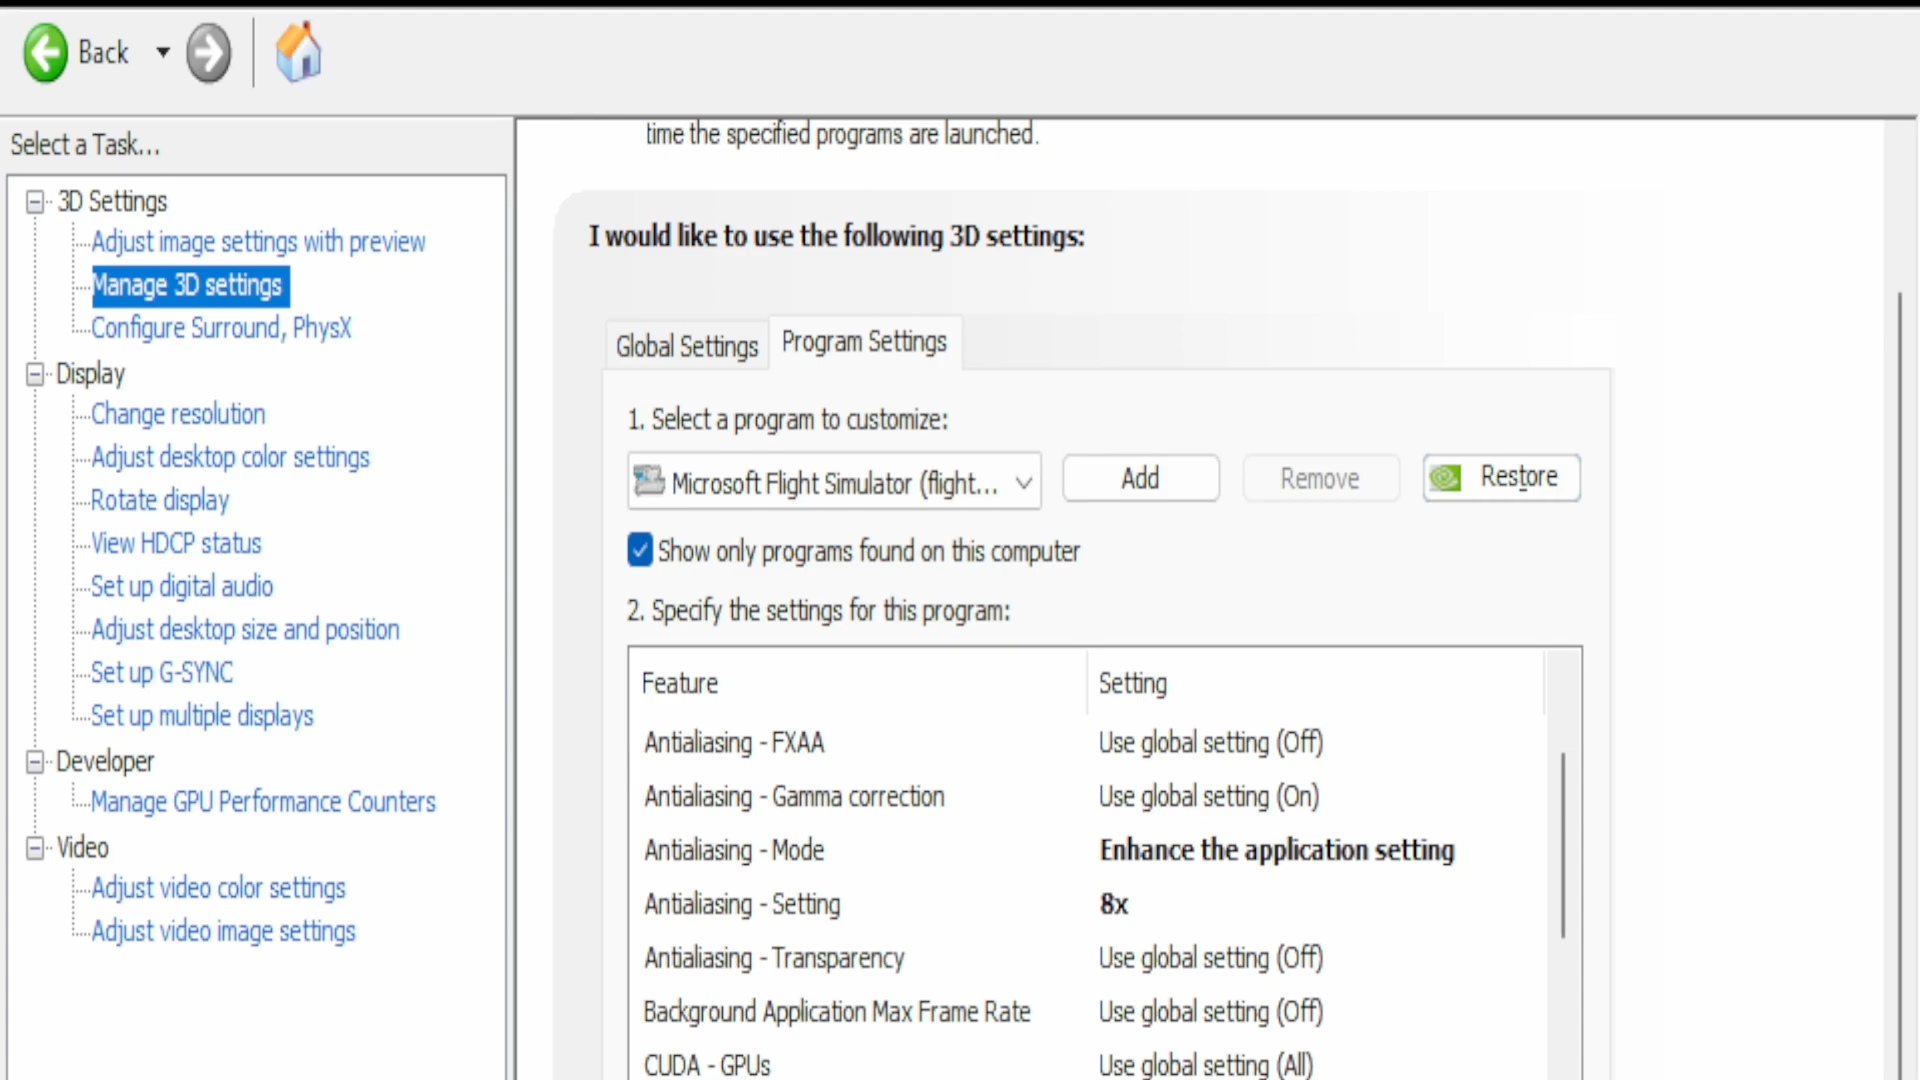 Back
Select a Task...
3D Settings
Adjust image settings with preview
Manage 3D settings
Configure Surround, PhysX
Display
Change resolution
Adjust desktop color settings
Rotate display
View HDCP status
Set up digital audio
Adjust desktop size and position
Set up G-SYNC
Set up multiple displays
Developer
Manage GPU Performance Counters
Video
Adjust video color settings
Adjust video image settings
time the specified programs are launched.
I would like to use the following 3D settings:
Global Settings Program Settings
1. Select a program to customize:
Microsoft Flight Simulator (flight... Add Remove Restore
Show only programs found on this computer
2. Specify the settings for this program:
Feature Setting
Antialiasing - FXAA Use global setting (Off)
Antialiasing - Gamma correction Use global setting (On)
Antialiasing - Mode Enhance the application setting
Antialiasing - Setting 8x
Antialiasing - Transparency Use global setting (Off)
Background Application Max Frame Rate Use global setting (Off)
CUDA - GPUs Use global setting (All)